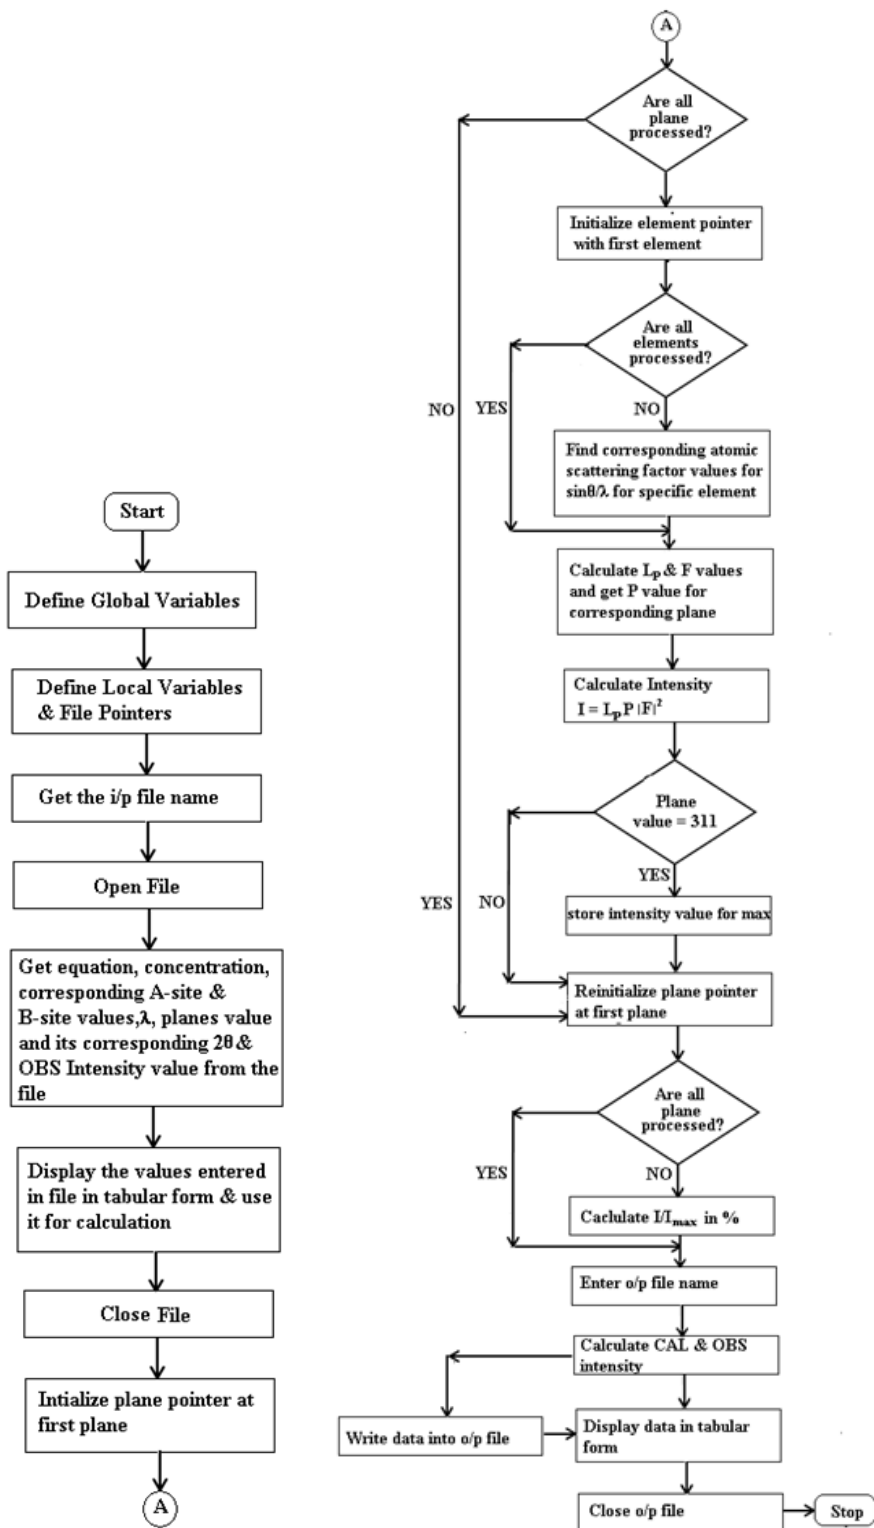 Start
Define Global Variables
Define Local Variables
& File Pointers
Get the i/p file name
Open File
Get equation, concentration,
corresponding A-site &
B-site values,λ, planes value
and its corresponding 2θ &
OBS Intensity value from the
file
Display the values entered
in file in tabular form & use
it for calculation
Close File
Intialize plane pointer at
first plane
A
A
Are all
plane
processed?
Initialize element pointer
with first element
Are all
elements
processed?
NO
YES
NO
Find corresponding atomic
scattering factor values for
sinθ/λ for specific element
Calculate Lp & F values
and get P value for
corresponding plane
Calculate Intensity
I = Lp P |F|²
Plane
value = 311
YES
YES
NO
store intensity value for max
Reinitialize plane pointer
at first plane
Are all
plane
processed?
YES
NO
Caclulate I/Imax in %
Enter o/p file name
Calculate CAL & OBS
intensity
Write data into o/p file
Display data in tabular
form
Close o/p file
Stop